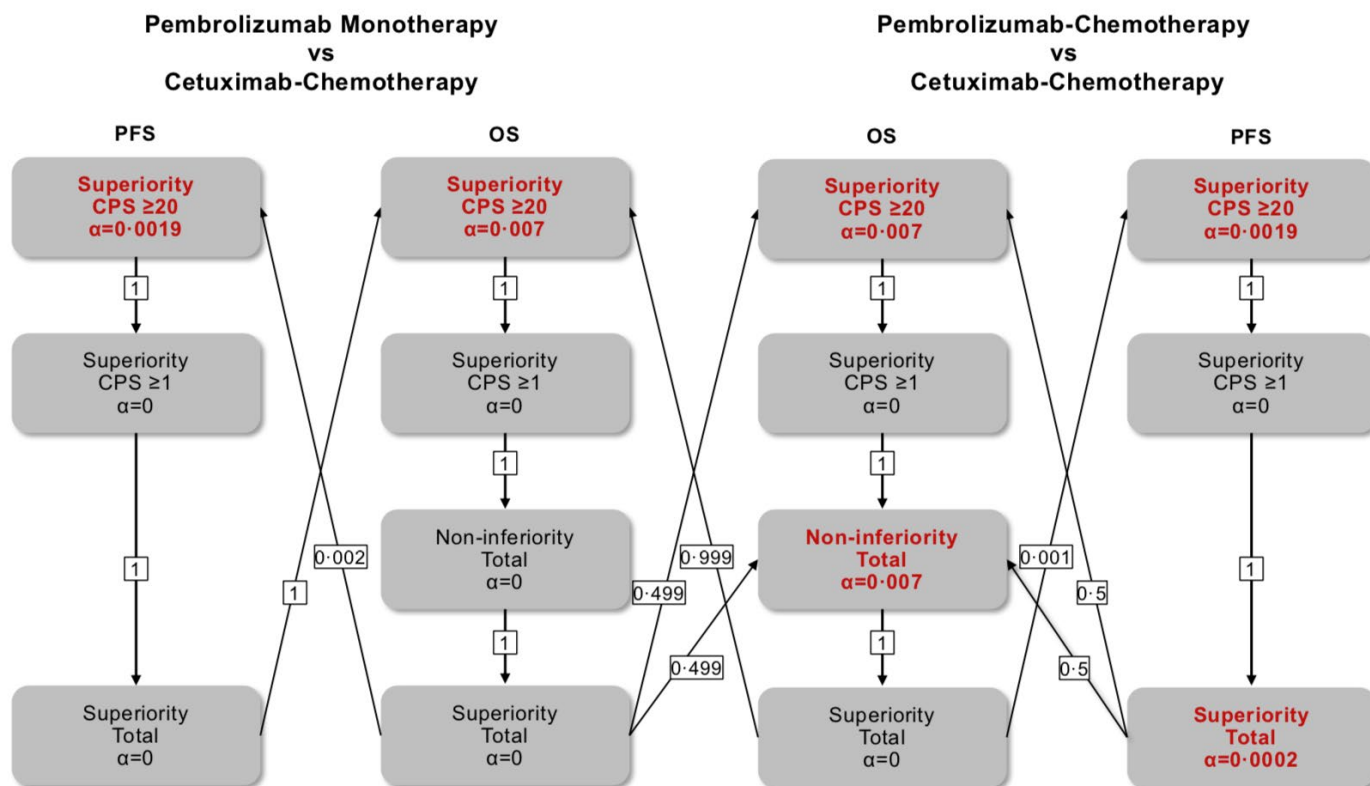 Pembrolizumab Monotherapy
vs
Cetuximab-Chemotherapy
Pembrolizumab-Chemotherapy
vs
Cetuximab-Chemotherapy
PFS
OS
OS
PFS
Superiority
CPS ≥20
α=0·0019
Superiority
CPS ≥20
α=0·007
Superiority
CPS ≥20
α=0·007
Superiority
CPS ≥20
α=0·0019
1
1
1
1
Superiority
CPS ≥1
α=0
Superiority
CPS ≥1
α=0
Superiority
CPS ≥1
α=0
Superiority
CPS ≥1
α=0
1
1
Non-inferiority
Total
α=0
Non-inferiority
Total
α=0·007
1
0·002
0·999
0·001
1
1
0·499
0·5
1
1
0·499
0·5
Superiority
Total
α=0
Superiority
Total
α=0
Superiority
Total
α=0
Superiority
Total
α=0·0002